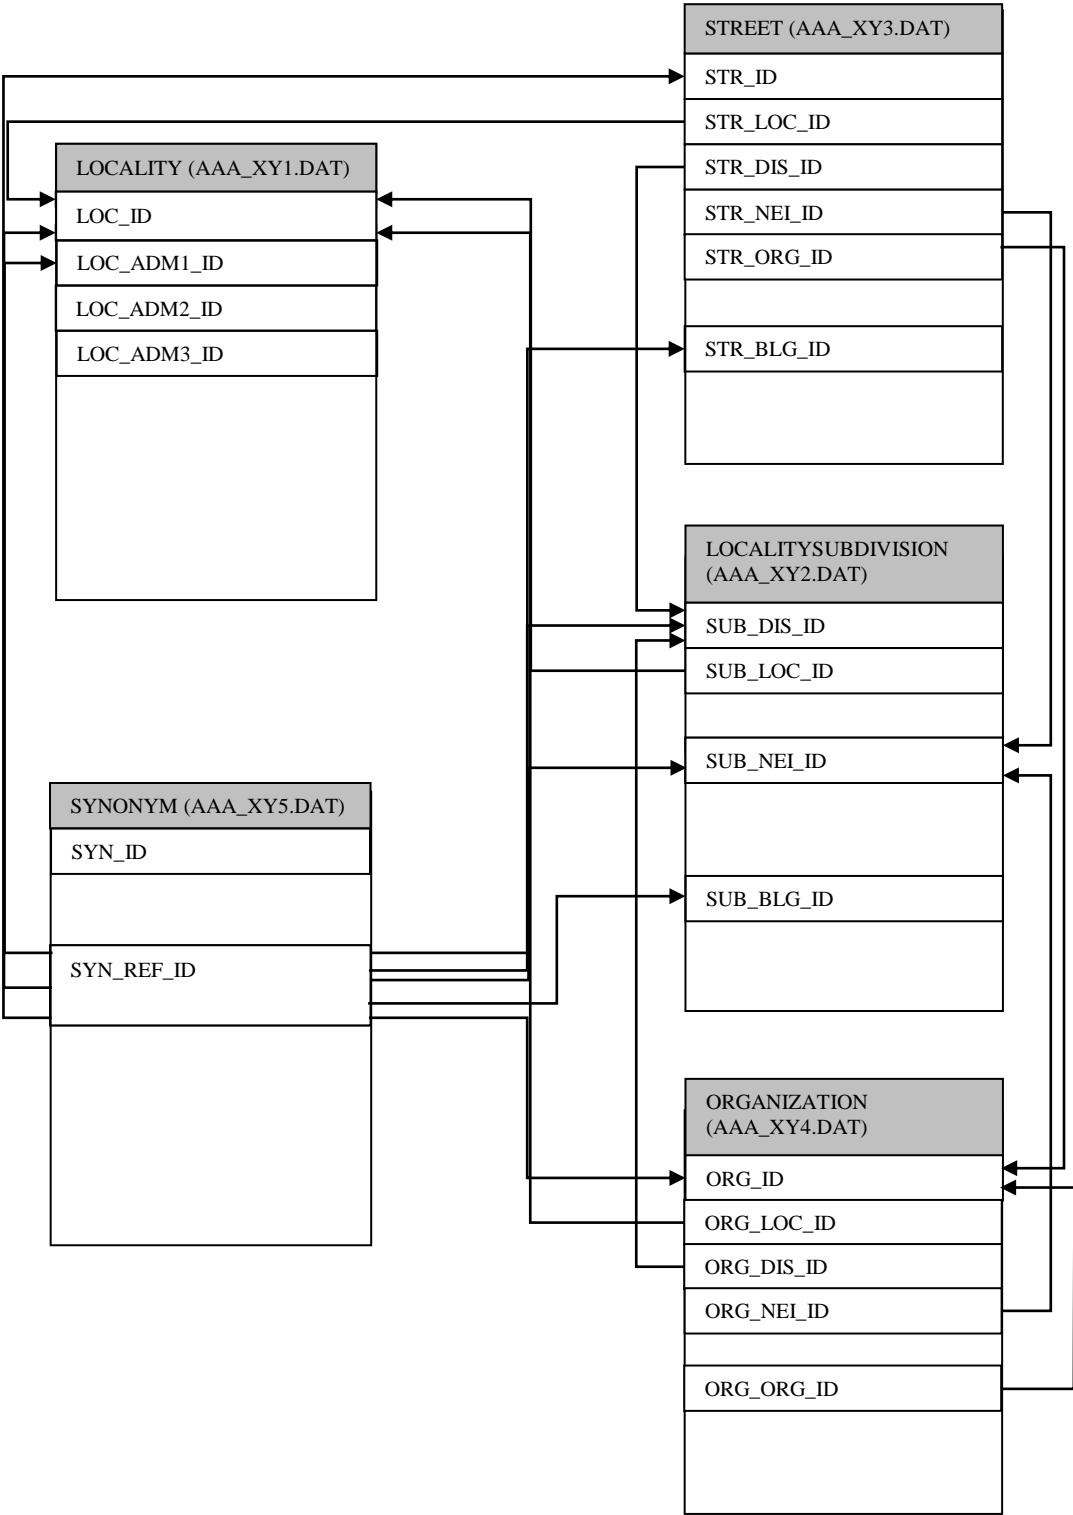 STREET (AAA_XY3.DAT)
STR_ID
STR_LOC_ID
STR_DIS_ID
STR_NEI_ID
STR_ORG_ID
STR_BLG_ID
LOCALITY (AAA_XY1.DAT)
LOC_ID
LOC_ADM1_ID
LOC_ADM2_ID
LOC_ADM3_ID
LOCALITYSUBDIVISION
(AAA_XY2.DAT)
SUB_DIS_ID
SUB_LOC_ID
SUB_NEI_ID
SUB_BLG_ID
SYNONYM (AAA_XY5.DAT)
SYN_ID
SYN_REF_ID
ORGANIZATION
(AAA_XY4.DAT)
ORG_ID
ORG_LOC_ID
ORG_DIS_ID
ORG_NEI_ID
ORG_ORG_ID